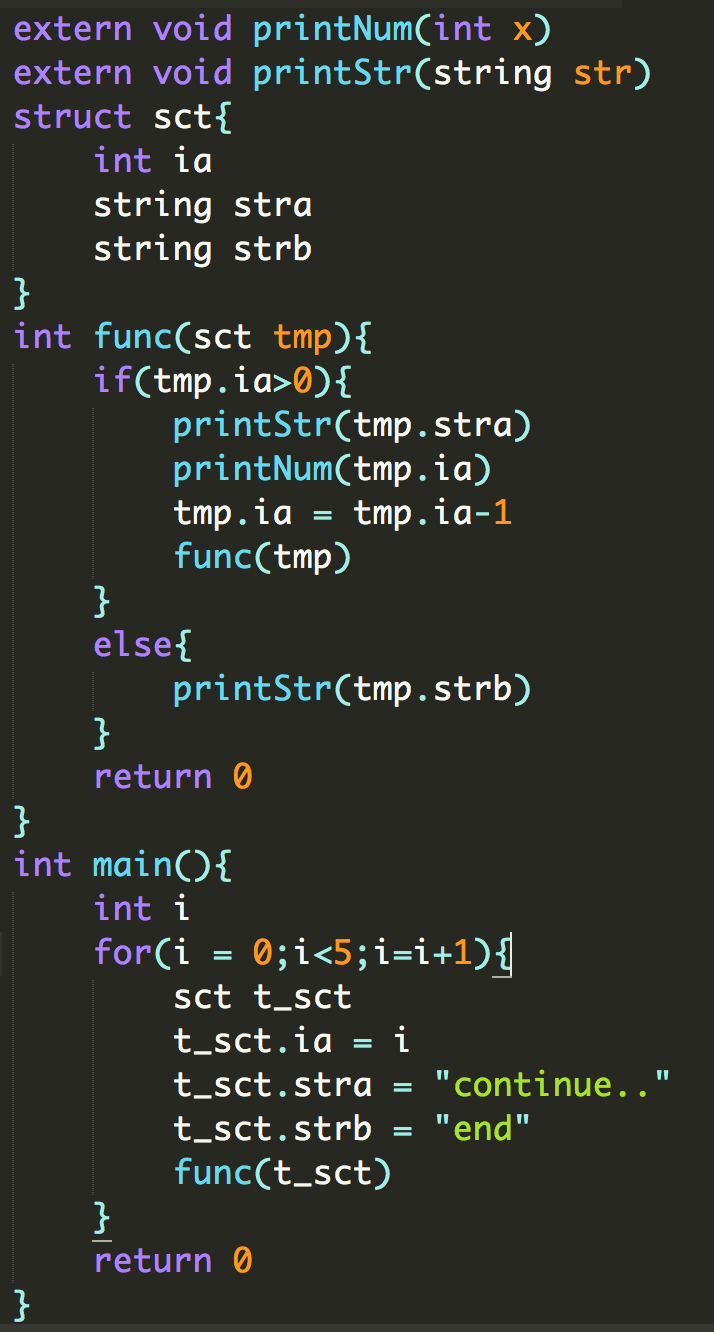 extern void printNum(int x)
extern void printStr(string str)
struct sct{
    int ia
    string stra
    string strb
}
int func(sct tmp){
    if(tmp.ia>0){
        printStr(tmp.stra)
        printNum(tmp.ia)
        tmp.ia = tmp.ia-1
        func(tmp)
    }
    else{
        printStr(tmp.strb)
    }
    return 0
}
int main(){
    int i
    for(i = 0;i<5;i=i+1){
        sct t_sct
        t_sct.ia = i
        t_sct.stra = "continue.."
        t_sct.strb = "end"
        func(t_sct)
    }
    return 0
}